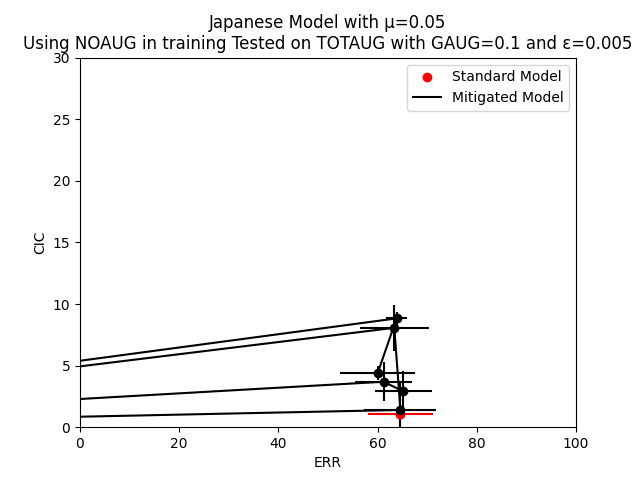 Japanese Model with μ=0.05
Using NOAUG in training Tested on TOTAUG with GAUG=0.1 and ε=0.005
Standard Model
Mitigated Model
30
25
20
15
10
5
0
CIC
0 20 40 60 80 100
ERR